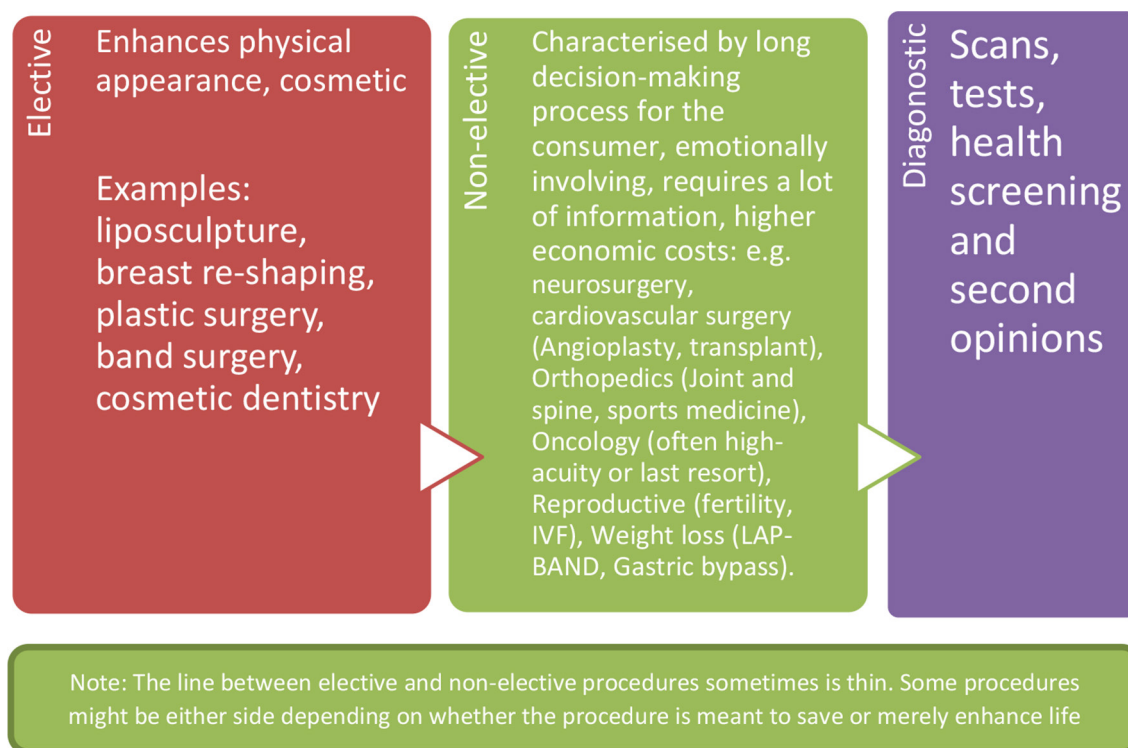 Elective
Enhances physical
appearance, cosmetic
Examples:
liposculpture,
breast re-shaping,
plastic surgery,
band surgery,
cosmetic dentistry
Non-elective
Characterised by long
decision-making
process for the
consumer, emotionally
involving, requires a lot
of information, higher
economic costs: e.g.
neurosurgery,
cardiovascular surgery
(Angioplasty, transplant),
Orthopedics (Joint and
spine, sports medicine),
Oncology (often high-
acuity or last resort),
Reproductive (fertility,
IVF), Weight loss (LAP-
BAND, Gastric bypass).
Diagonostic
Scans,
tests,
health
screening
and
second
opinions
Note: The line between elective and non-elective procedures sometimes is thin. Some procedures
might be either side depending on whether the procedure is meant to save or merely enhance life